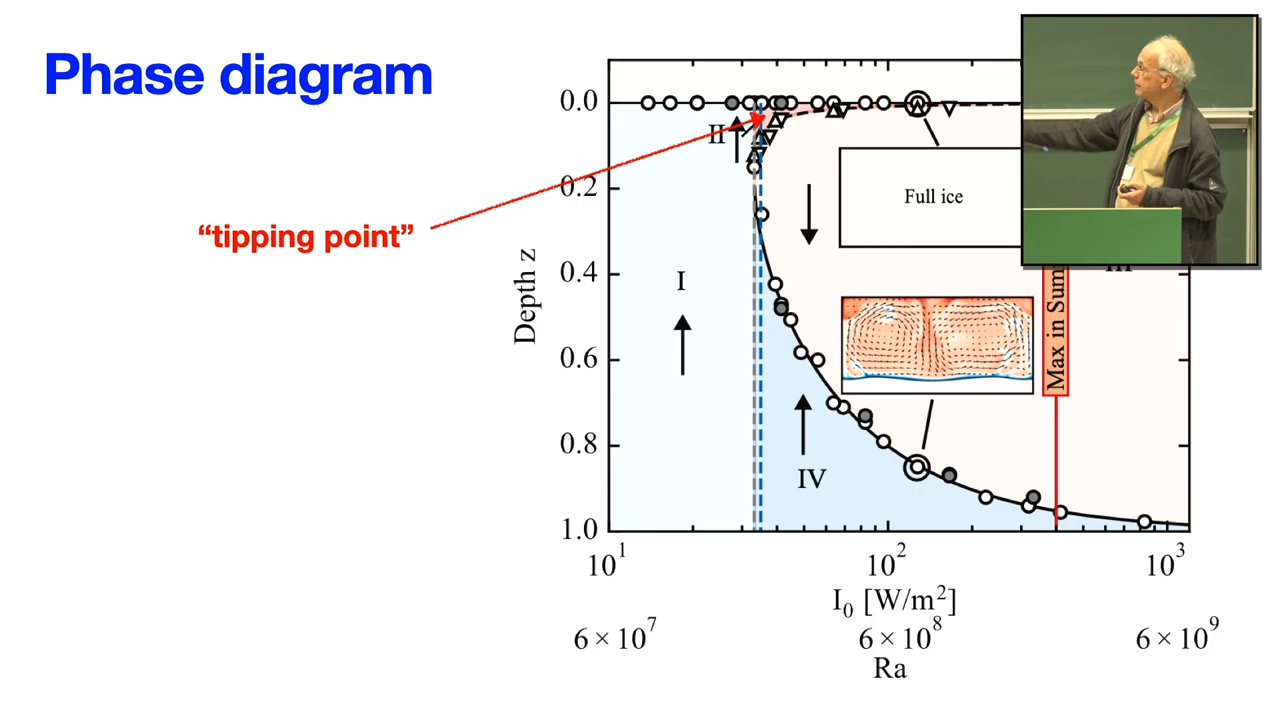 Phase diagram
“tipping point”
0.0
0.2
0.4
0.6
0.8
1.0
Depth z
II
I
IV
Full ice
Max in Sum
10¹
10²
10³
I₀ [W/m²]
6 × 10⁷
6 × 10⁸
6 × 10⁹
Ra